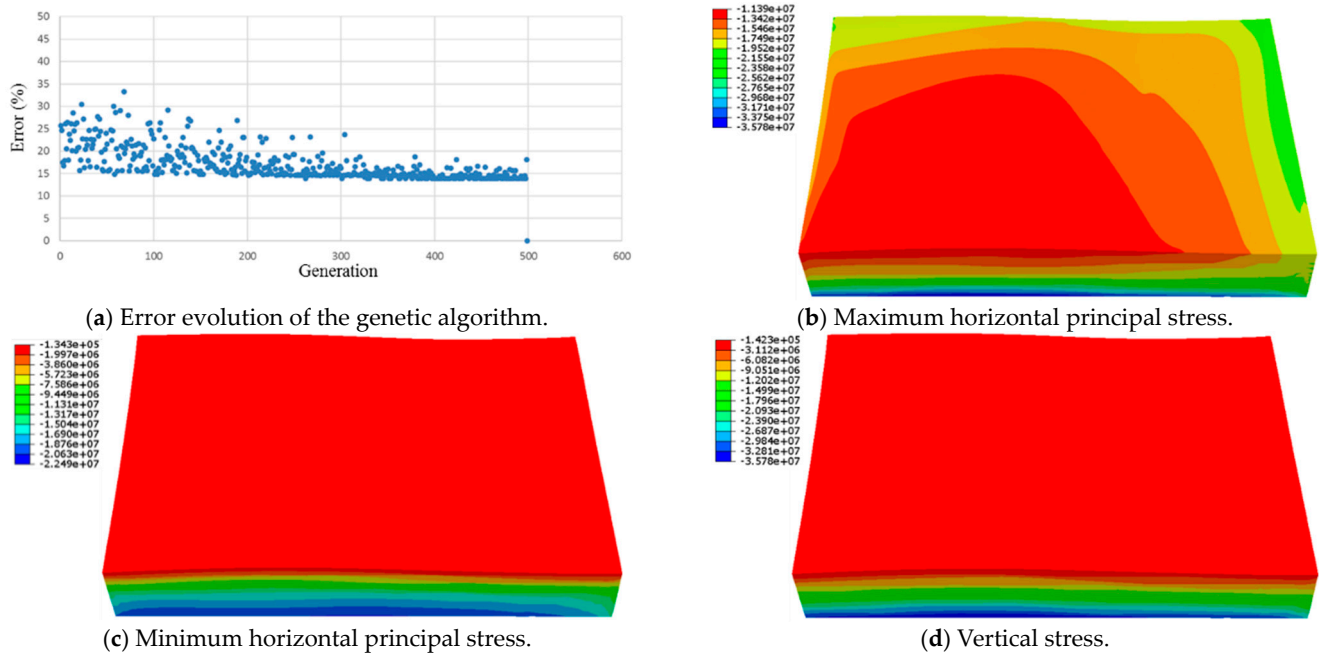 50
45
40
35
30
25
20
15
10
5
0
Error (%)
0 100 200 300 400 500 600
Generation
(a) Error evolution of the genetic algorithm.
-1.139e+07
-1.342e+07
-1.546e+07
-1.749e+07
-1.952e+07
-2.155e+07
-2.358e+07
-2.562e+07
-2.765e+07
-2.968e+07
-3.171e+07
-3.375e+07
-3.578e+07
(b) Maximum horizontal principal stress.
-1.343e+05
-1.997e+06
-3.860e+06
-5.723e+06
-7.586e+06
-9.449e+06
-1.131e+07
-1.317e+07
-1.504e+07
-1.690e+07
-1.876e+07
-2.063e+07
-2.249e+07
(c) Minimum horizontal principal stress.
-1.423e+05
-3.112e+06
-6.082e+06
-9.051e+06
-1.202e+07
-1.499e+07
-1.796e+07
-2.093e+07
-2.390e+07
-2.687e+07
-2.984e+07
-3.281e+07
-3.578e+07
(d) Vertical stress.